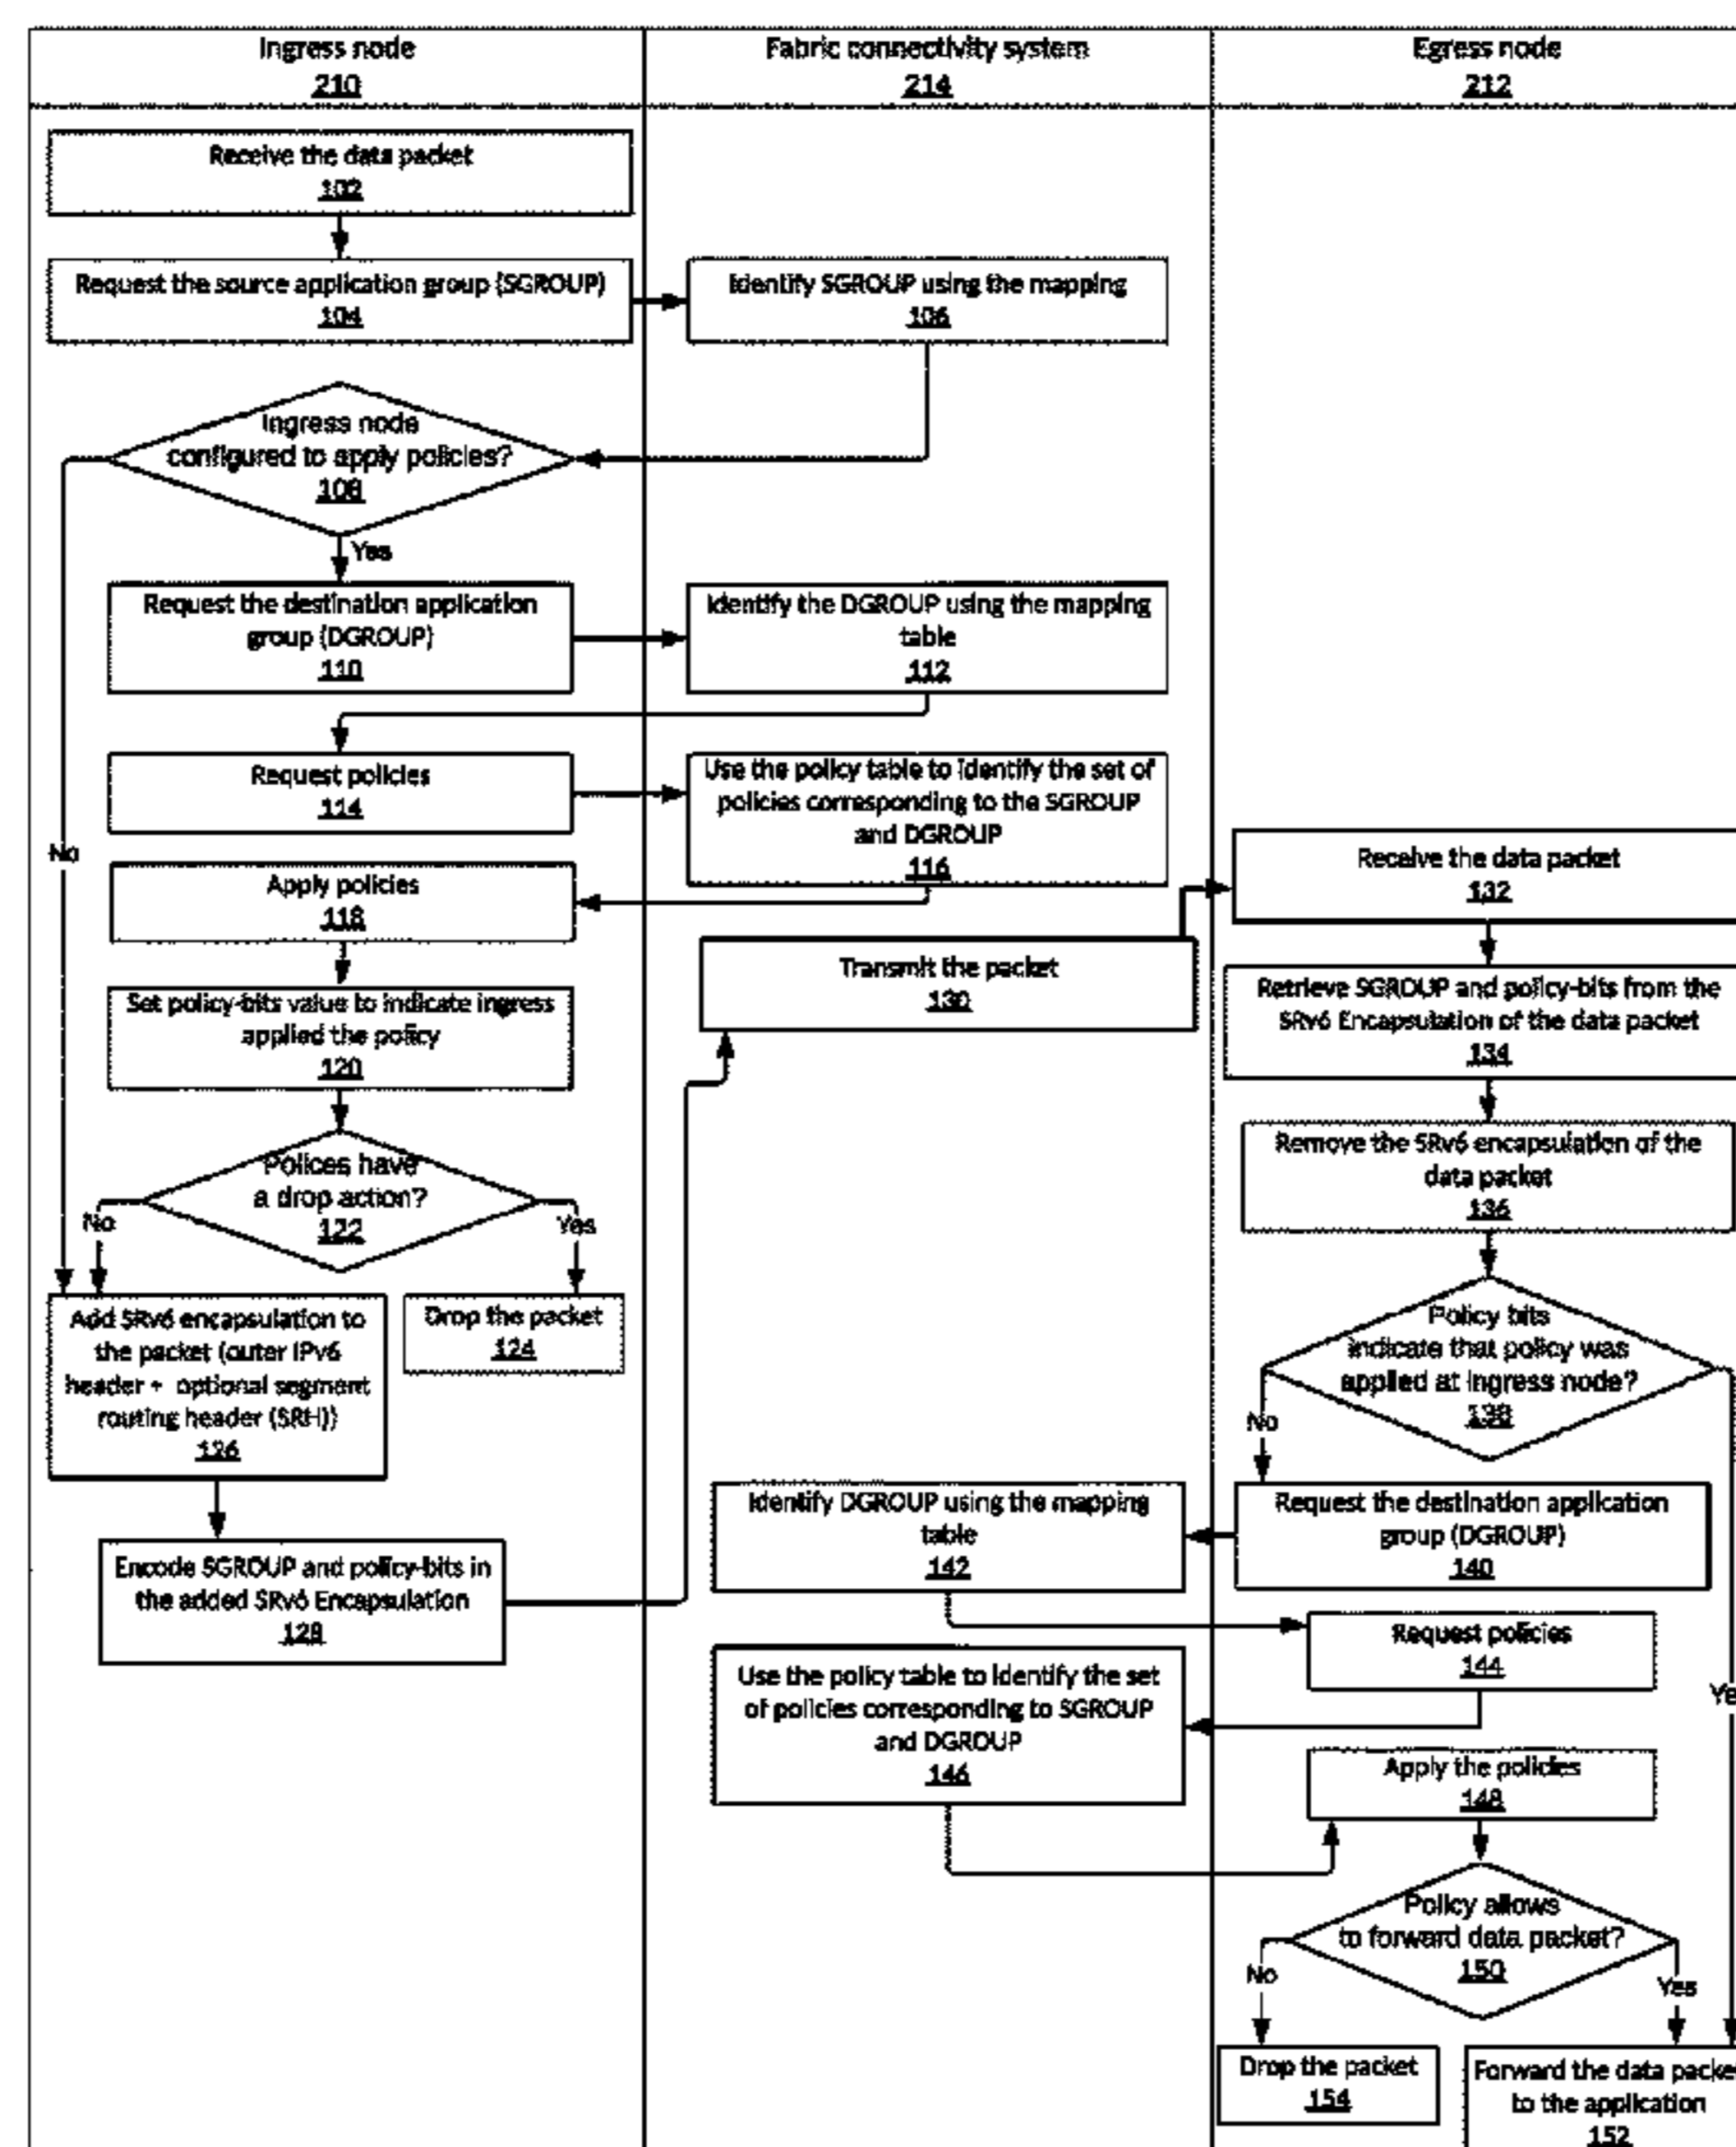 Ingress node
210
Fabric connectivity system
214
Egress node
212
Receive the data packet
102
Request the source application group (SGROUP)
104
Identify SGROUP using the mapping
106
Ingress node
configured to apply policies?
108
Yes
No
Request the destination application
group (DGROUP)
110
Identify the DGROUP using the mapping
table
112
Request policies
114
Use the policy table to identify the set of
policies corresponding to the SGROUP
and DGROUP
116
Apply policies
118
Set policy-bits value to indicate ingress
applied the policy
120
Polices have
a drop action?
122
No
Yes
Add SRv6 encapsulation to
the packet (outer IPv6
header + optional segment
routing header (SRH))
126
Drop the packet
124
Encode SGROUP and policy-bits in
the added SRv6 Encapsulation
128
Transmit the packet
130
Receive the data packet
132
Retrieve SGROUP and policy-bits from the
SRv6 Encapsulation of the data packet
134
Remove the SRv6 encapsulation of the
data packet
136
Policy bits
indicate that policy was
applied at ingress node?
138
No
Ye
Request the destination application
group (DGROUP)
140
Identify DGROUP using the mapping
table
142
Request policies
144
Use the policy table to identify the set
of policies corresponding to SGROUP
and DGROUP
146
Apply the policies
148
Policy allows
to forward data packet?
150
No
Yes
Drop the packet
154
Forward the data packe
to the application
152